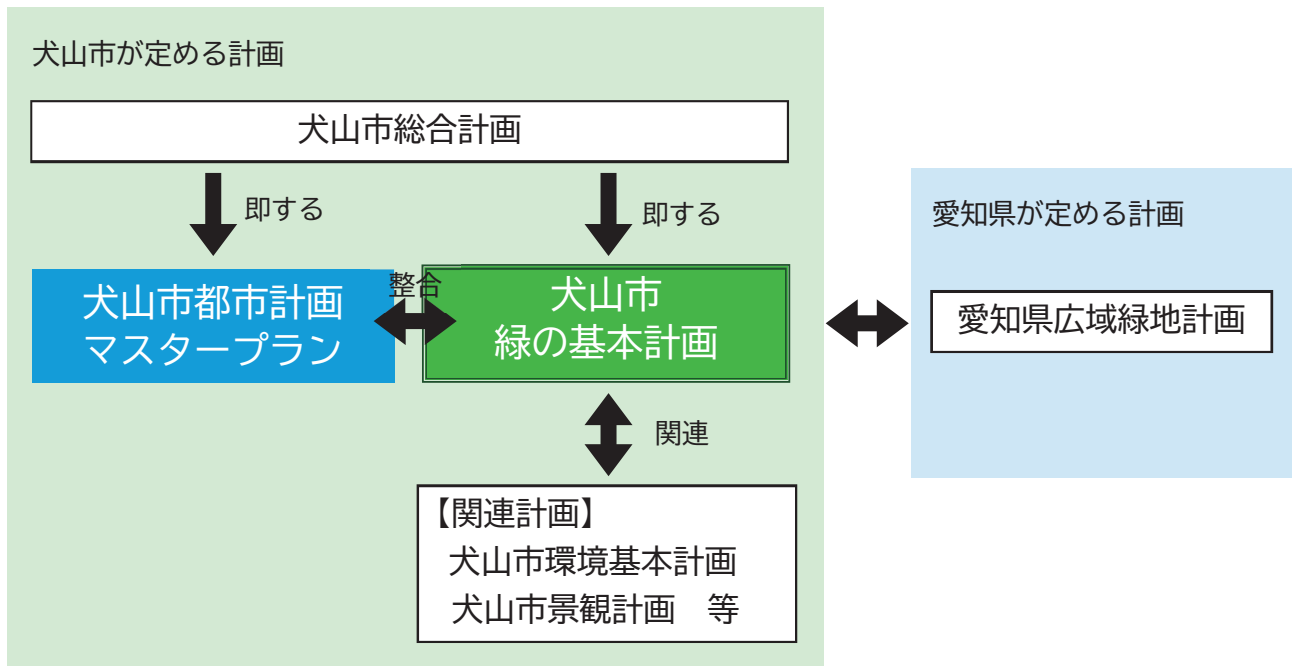 犬山市が定める計画
犬山市総合計画
即する
即する
犬山市都市計画
マスタープラン
整合
犬山市
緑の基本計画
関連
【関連計画】
犬山市環境基本計画
犬山市景観計画　等
愛知県が定める計画
愛知県広域緑地計画